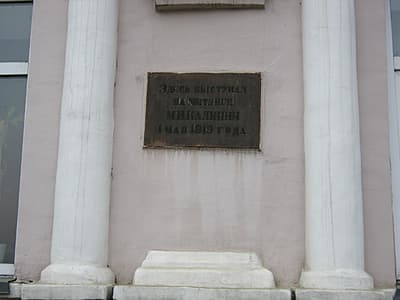 Здесь выступал
на митинге
М.И.Калинин
1 мая 1919 года